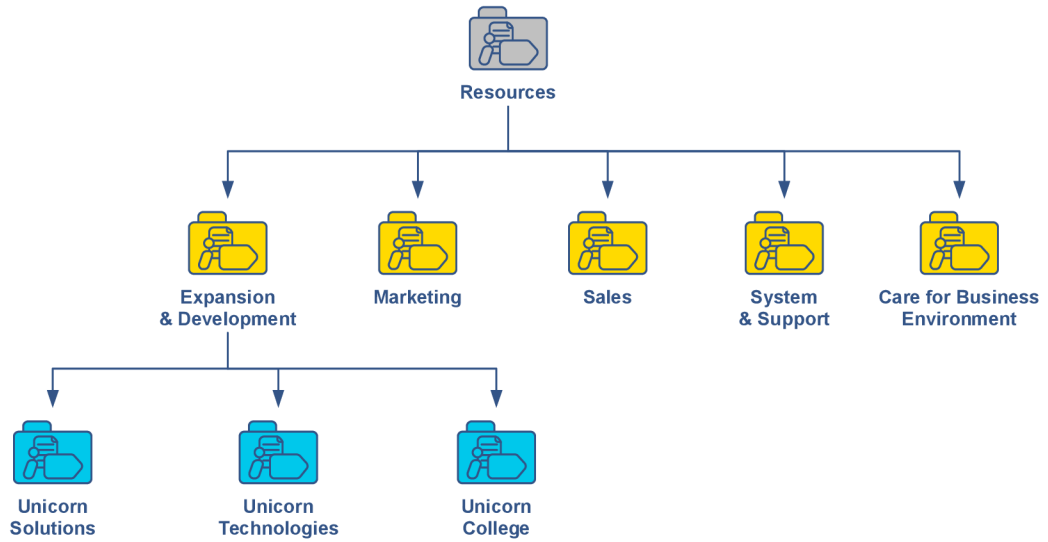 Resources
Expansion
& Development
Marketing
Sales
System
& Support
Care for Business
Environment
Unicorn
Solutions
Unicorn
Technologies
Unicorn
College